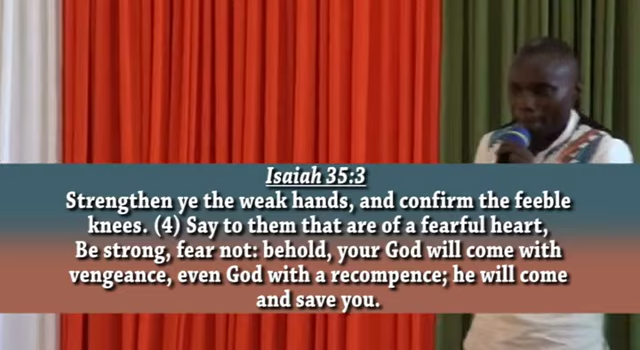 Isaiah 35:3
Strengthen ye the weak hands, and confirm the feeble
knees. (4) Say to them that are of a fearful heart,
Be strong, fear not: behold, your God will come with
vengeance, even God with a recompence; he will come
and save you.